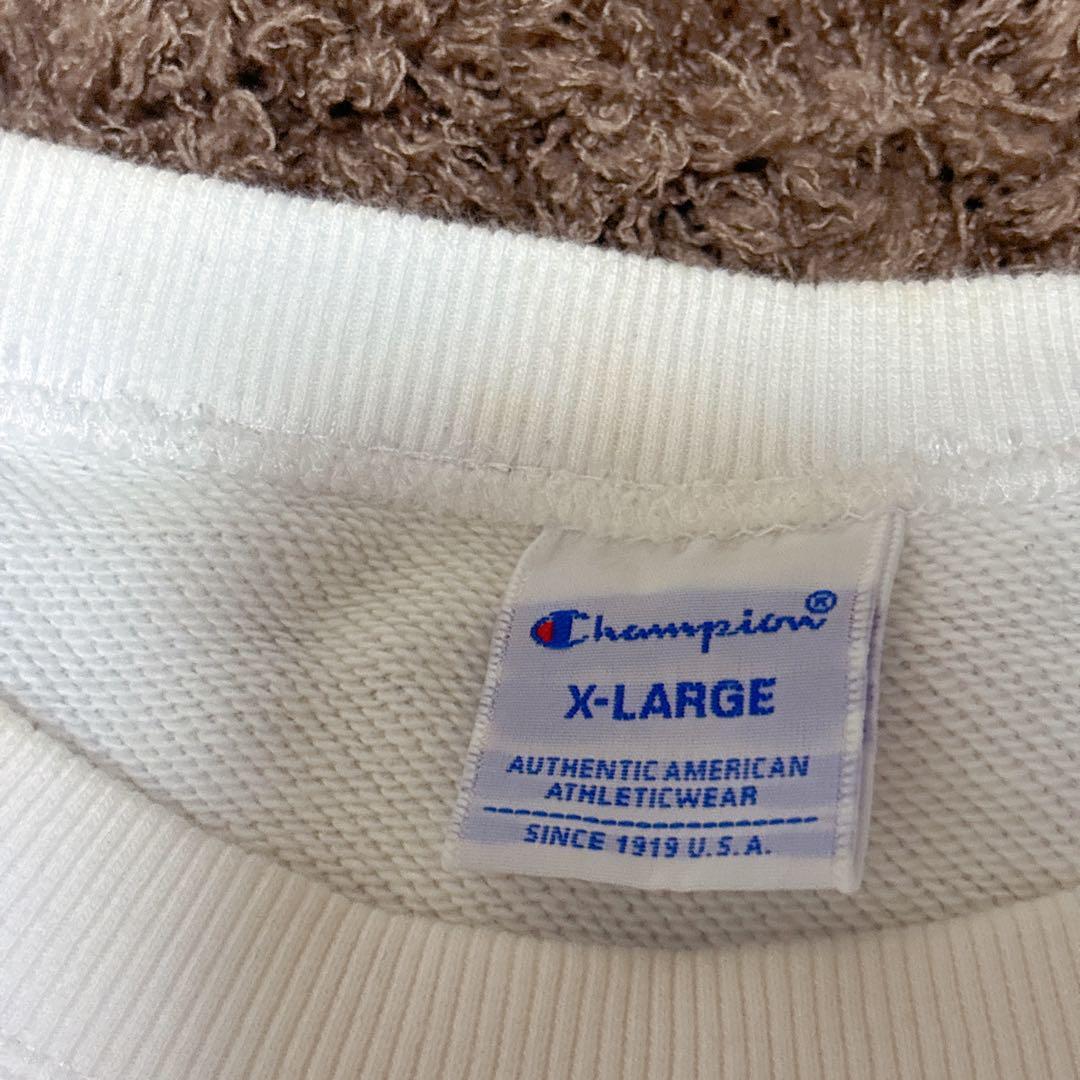 Champion®
X-LARGE
AUTHENTIC AMERICAN
ATHLETICWEAR
SINCE 1919 U.S.A.